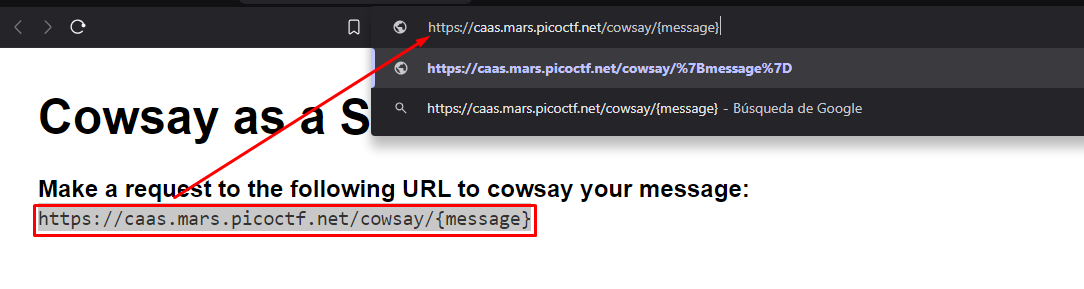 https://caas.mars.picoctf.net/cowsay/{message}
https://caas.mars.picoctf.net/cowsay/%7Bmessage%7D
https://caas.mars.picoctf.net/cowsay/{message} - Búsqueda de Google
Cowsay as a S
Make a request to the following URL to cowsay your message:
https://caas.mars.picoctf.net/cowsay/{message}